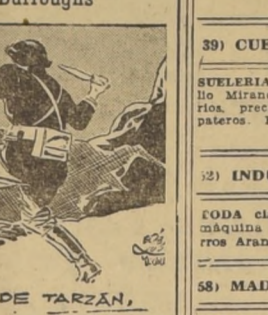 Burroughs
DE TARZAN,
39) CUE
SUELERIA
llo Miran
rios, prec
pateros.
52) INDU
TODA cl
máquina
rros Aran
58) MAD